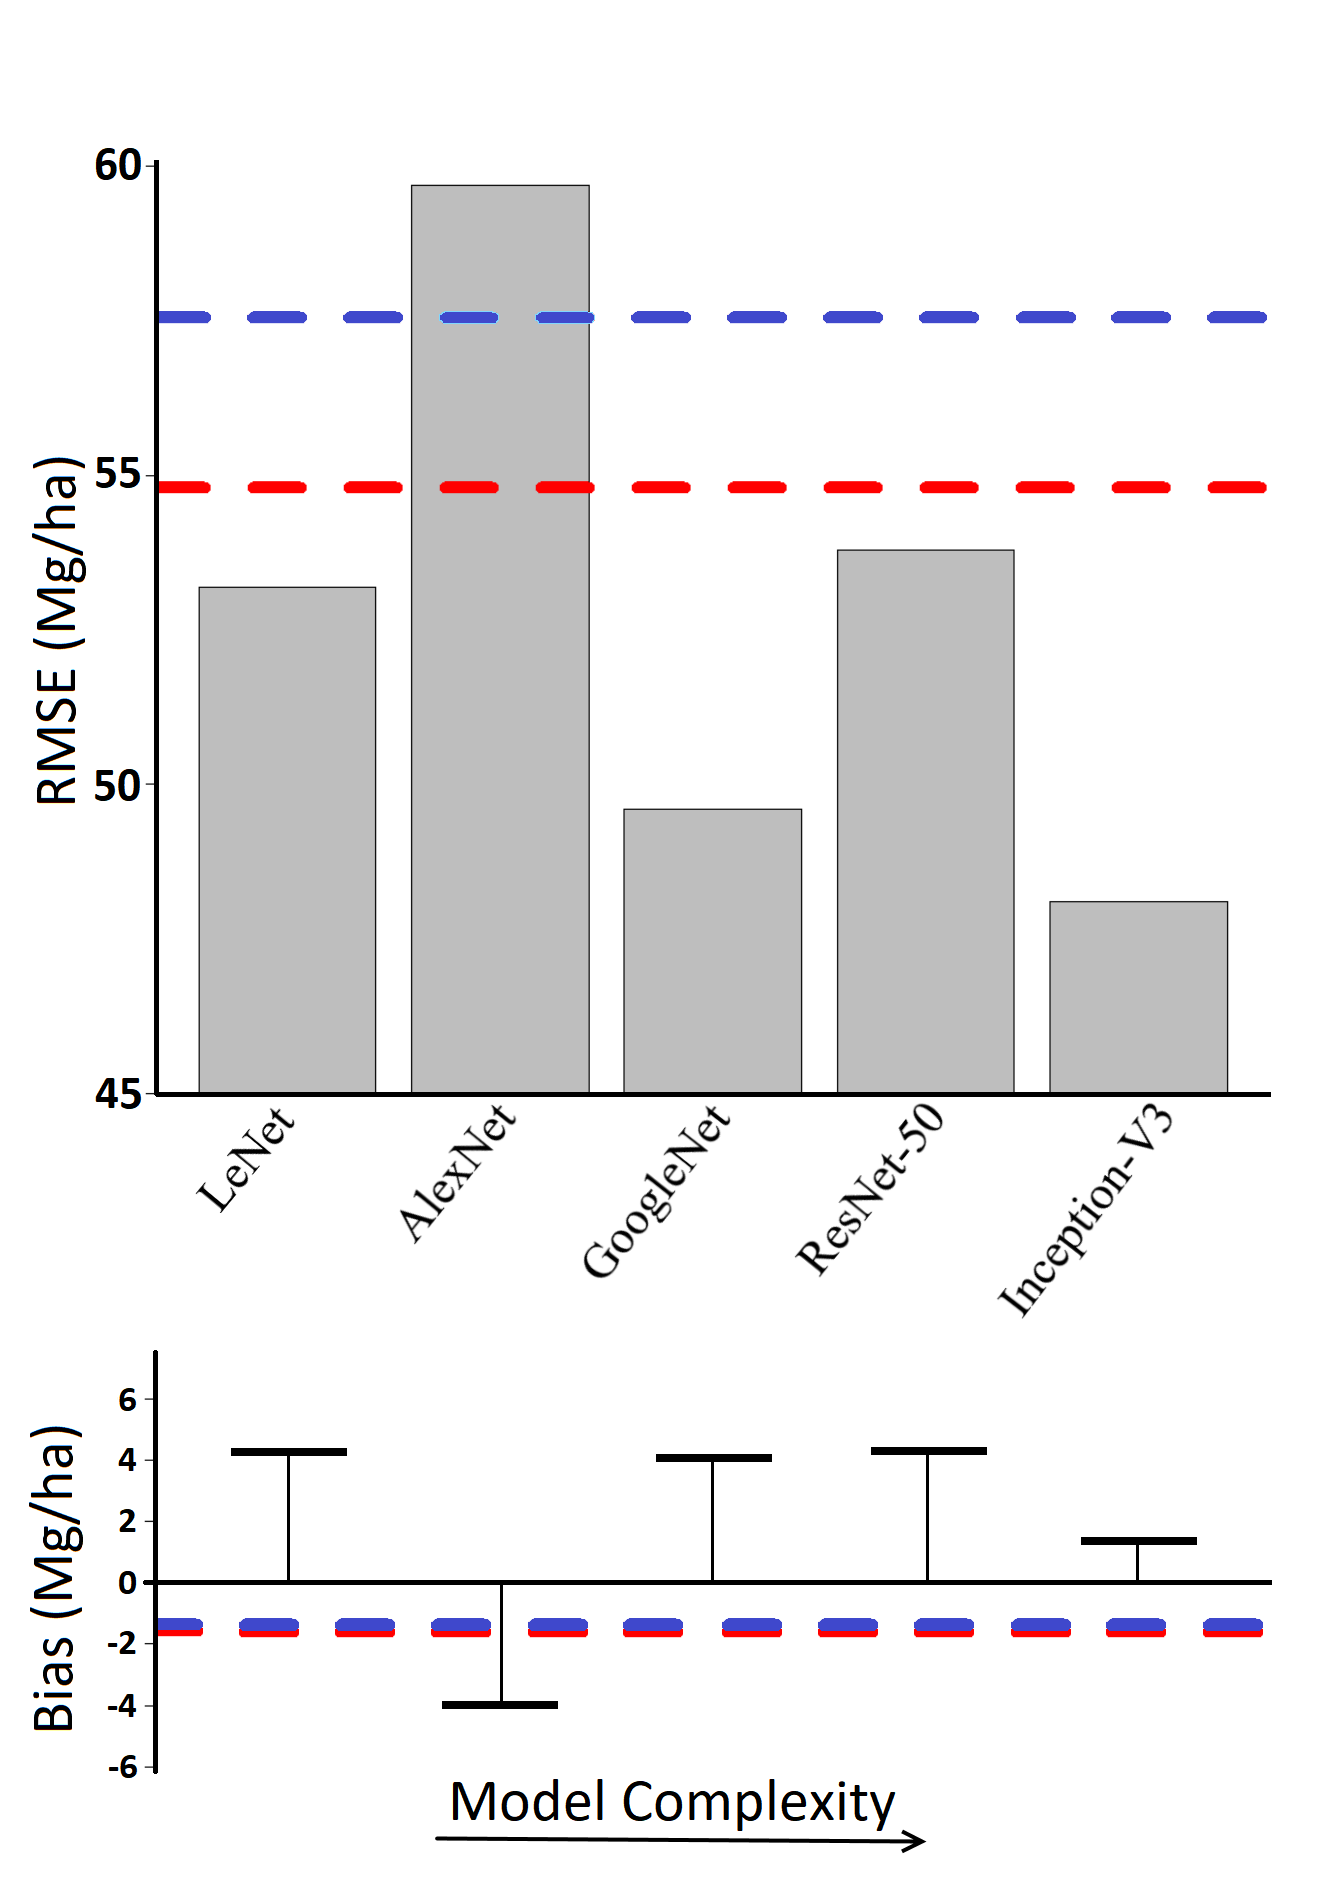 60
55
50
45
RMSE (Mg/ha)
LeNet
AlexNet
GoogleNet
ResNet-50
Inception-V3
6
4
2
0
-2
-4
-6
Bias (Mg/ha)
Model Complexity